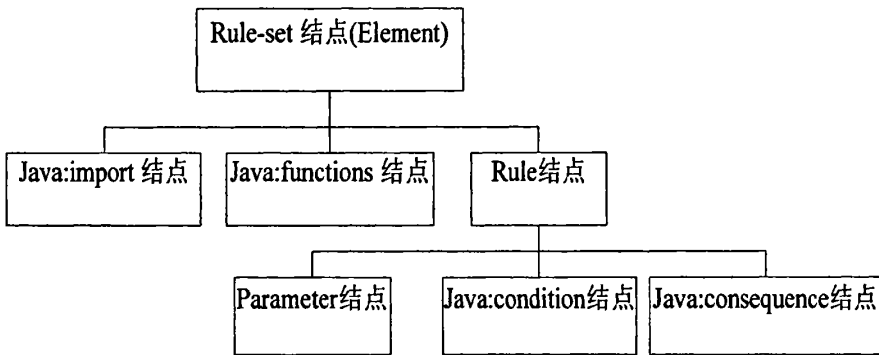 Rule-set 结点(Element)
Java:import 结点
Java:functions 结点
Rule结点
Parameter结点
Java:condition结点
Java:consequence结点